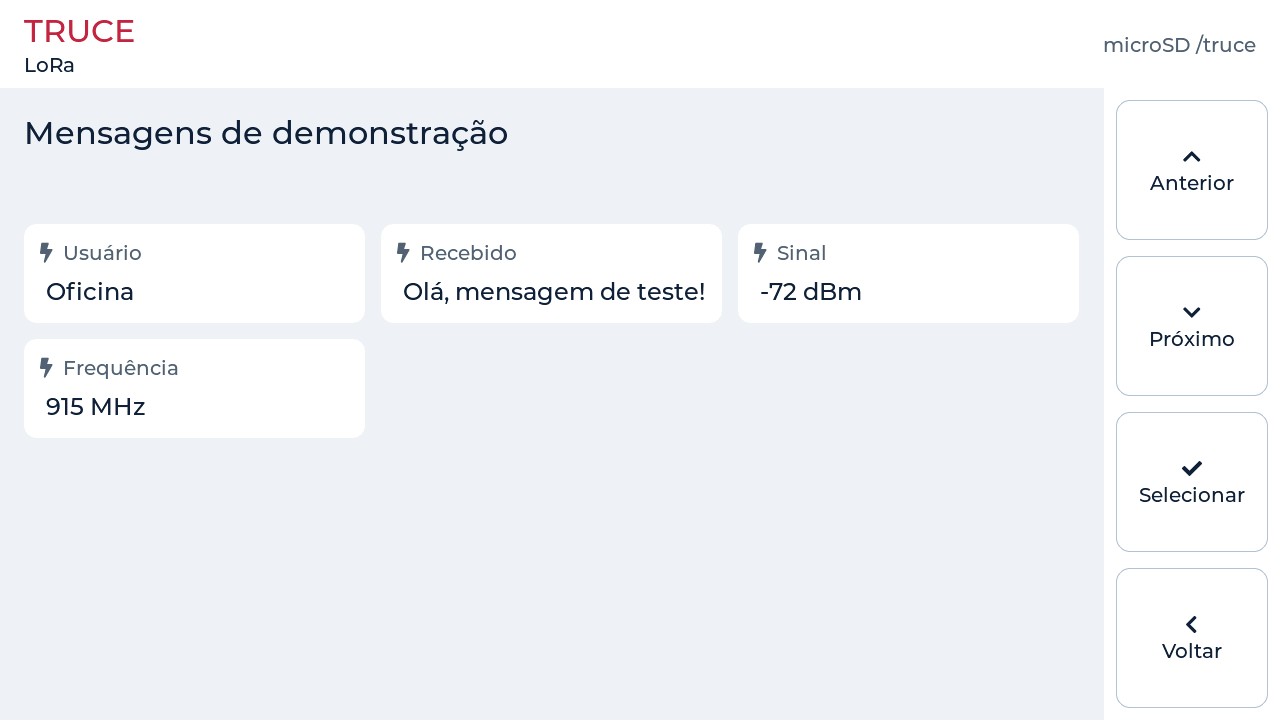 TRUCE
LoRa
microSD /truce
Mensagens de demonstração
Usuário
Oficina
Recebido
Olá, mensagem de teste!
Sinal
-72 dBm
Frequência
915 MHz
Anterior
Próximo
Selecionar
Voltar